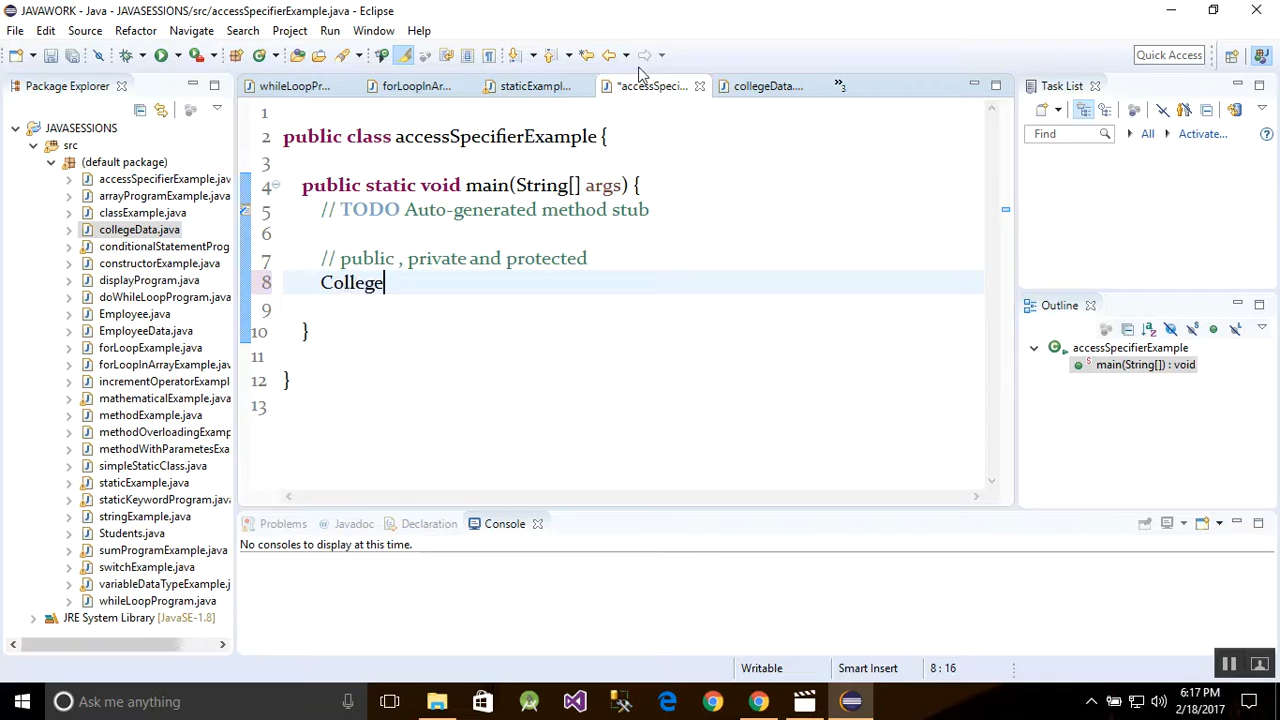 JAVAWORK - Java - JAVASESSIONS/src/accessSpecifierExample.java - Eclipse
File Edit Source Refactor Navigate Search Project Run Window Help
Quick Access
Package Explorer
whileLoopPr...
forLoopInAr...
staticExampl...
*accessSpeci...
collegeData....
»3
Task List
Find
All
Activate...
JAVASESSIONS
src
(default package)
accessSpecifierExample.jav
arrayProgramExample.java
classExample.java
collegeData.java
conditionalStatementProg
constructorExample.java
displayProgram.java
doWhileLoopProgram.java
Employee.java
EmployeeData.java
forLoopExample.java
forLoopInArrayExample.jav
incrementOperatorExampl
mathematicalExample.java
methodExample.java
methodOverloadingExamp
methodWithParametesExa
simpleStaticClass.java
staticExample.java
staticKeywordProgram.java
stringExample.java
Students.java
sumProgramExample.java
switchExample.java
variableDataTypeExample.j
whileLoopProgram.java
JRE System Library [JavaSE-1.8]
1
2 public class accessSpecifierExample {
3
4 public static void main(String[] args) {
5 // TODO Auto-generated method stub
6
7 // public , private and protected
8 College
9
10 }
11
12 }
13
Outline
accessSpecifierExample
main(String[]) : void
Problems Javadoc Declaration Console
No consoles to display at this time.
Writable Smart Insert 8 : 16
Ask me anything
6:17 PM
2/18/2017